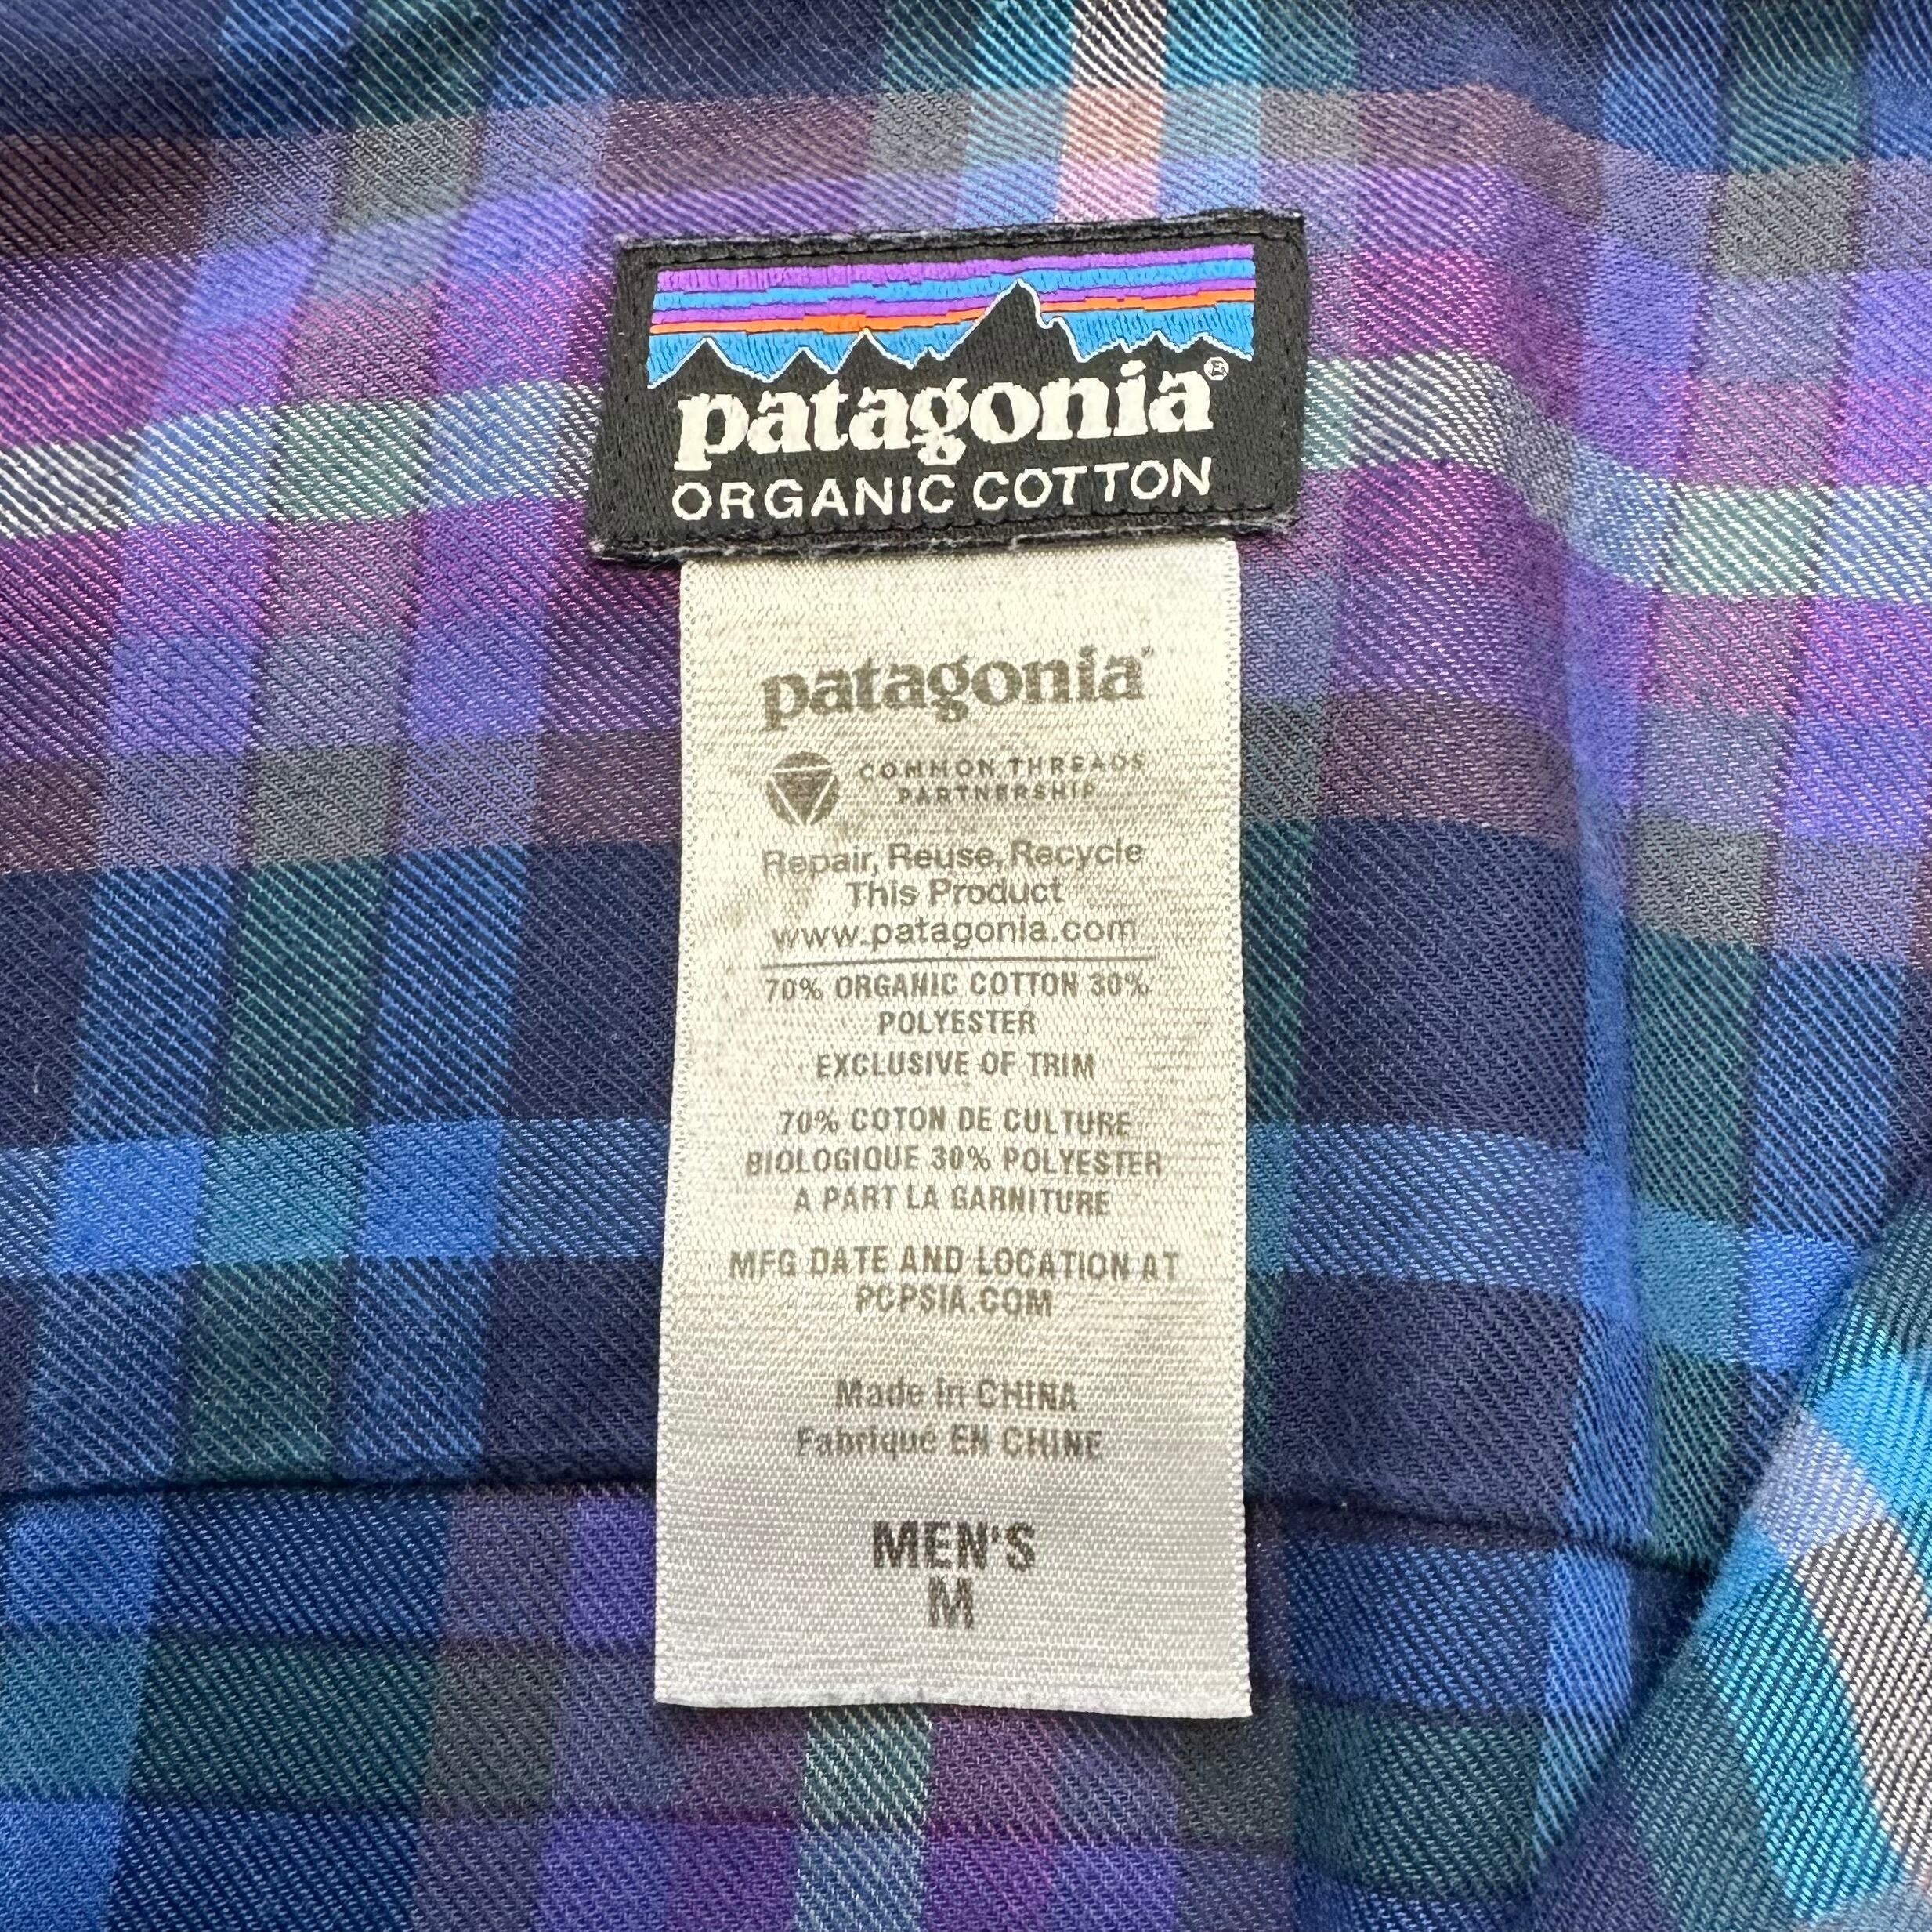 patagonia®
ORGANIC COTTON
patagonia®
COMMON THREADS
PARTNERSHIP
Repair, Reuse, Recycle
This Product
www.patagonia.com
70% ORGANIC COTTON 30%
POLYESTER
EXCLUSIVE OF TRIM
70% COTON DE CULTURE
BIOLOGIQUE 30% POLYESTER
A PART LA GARNITURE
MFG DATE AND LOCATION AT
PCPSIA.COM
Made in CHINA
Fabriqué EN CHINE
MEN'S
M